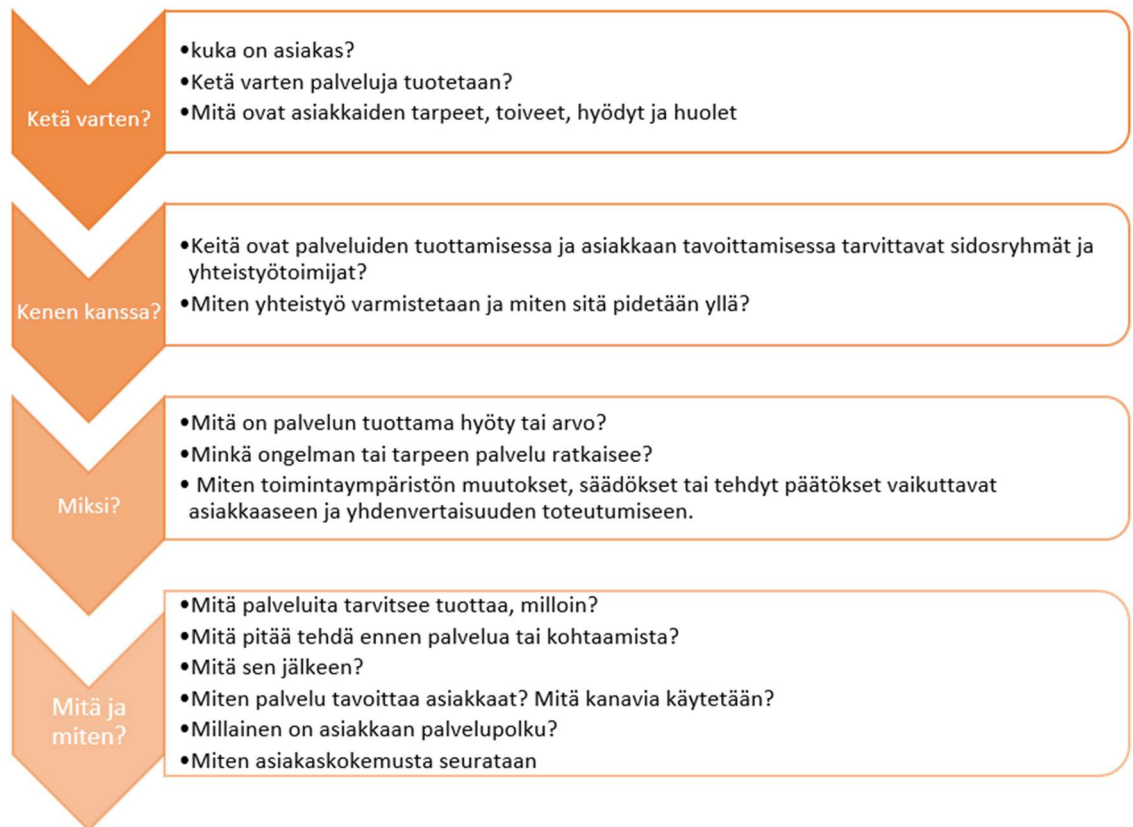 Ketä varten?
•kuka on asiakas?
•Ketä varten palveluja tuotetaan?
•Mitä ovat asiakkaiden tarpeet, toiveet, hyödyt ja huolet
Kenen kanssa?
•Keitä ovat palveluiden tuottamisessa ja asiakkaan tavoittamisessa tarvittavat sidosryhmät ja
yhteistyötoimijat?
•Miten yhteistyö varmistetaan ja miten sitä pidetään yllä?
Miksi?
•Mitä on palvelun tuottama hyöty tai arvo?
•Minkä ongelman tai tarpeen palvelu ratkaisee?
• Miten toimintaympäristön muutokset, säädökset tai tehdyt päätökset vaikuttavat
asiakkaaseen ja yhdenvertaisuuden toteutumiseen.
Mitä ja
miten?
•Mitä palveluita tarvitsee tuottaa, milloin?
•Mitä pitää tehdä ennen palvelua tai kohtaamista?
•Mitä sen jälkeen?
•Miten palvelu tavoittaa asiakkaat? Mitä kanavia käytetään?
•Millainen on asiakkaan palvelupolku?
•Miten asiakaskokemusta seurataan